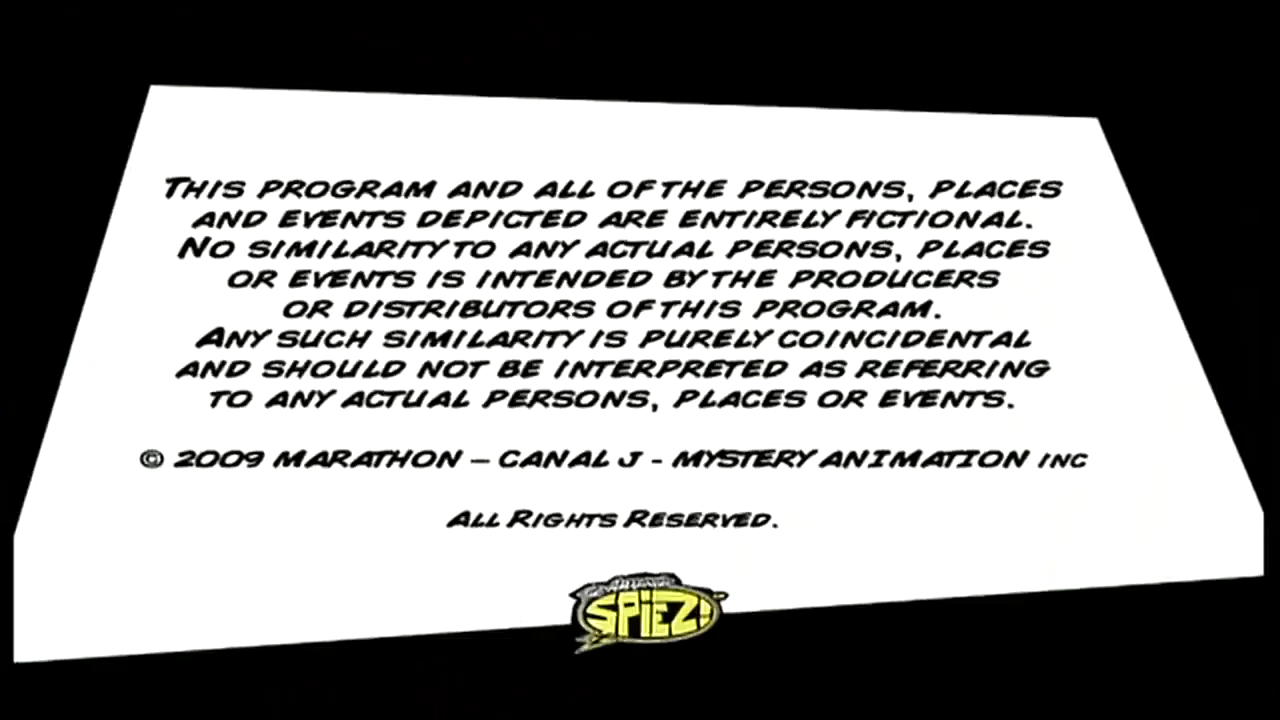 THIS PROGRAM AND ALL OF THE PERSONS, PLACES
AND EVENTS DEPICTED ARE ENTIRELY FICTIONAL.
NO SIMILARITY TO ANY ACTUAL PERSONS, PLACES
OR EVENTS IS INTENDED BY THE PRODUCERS
OR DISTRIBUTORS OF THIS PROGRAM.
ANY SUCH SIMILARITY IS PURELY COINCIDENTAL
AND SHOULD NOT BE INTERPRETED AS REFERRING
TO ANY ACTUAL PERSONS, PLACES OR EVENTS.
© 2009 MARATHON – CANAL J - MYSTERY ANIMATION INC
ALL RIGHTS RESERVED.
SPiEZ!